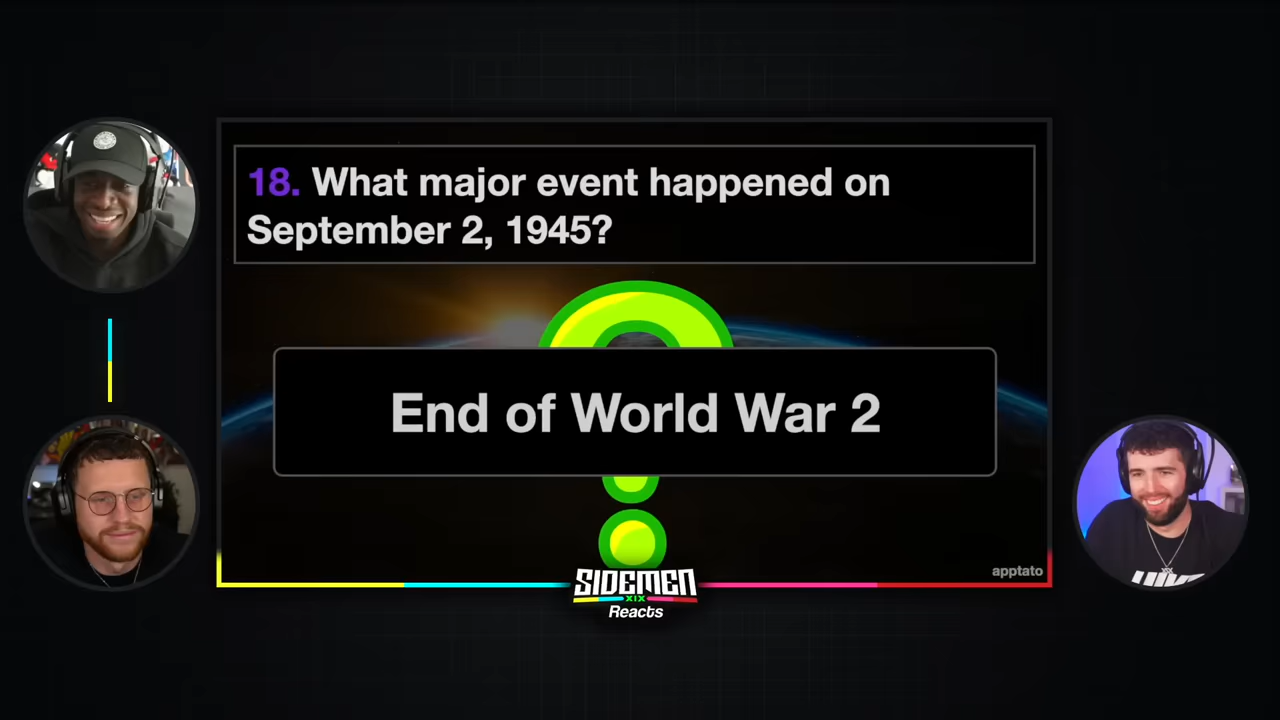 18. What major event happened on
September 2, 1945?
End of World War 2
apptato
SIDEMEN
XIX
Reacts